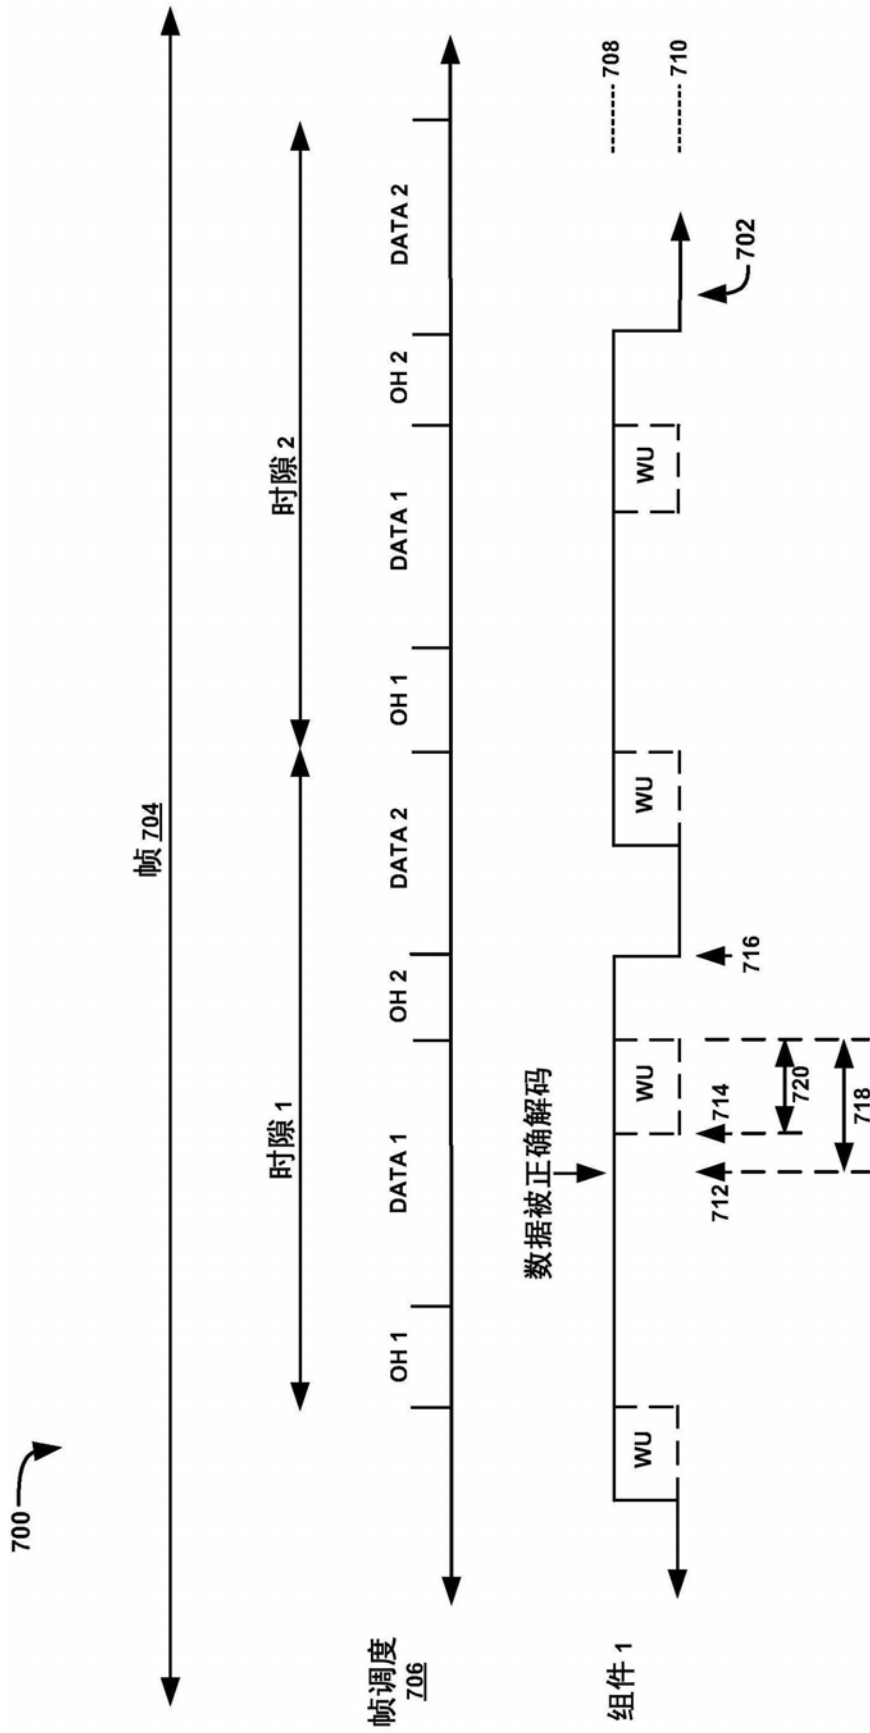 700
帧 704
时隙 1
时隙 2
帧调度
706
OH 1
DATA 1
OH 2
DATA 2
OH 1
DATA 1
OH 2
DATA 2
数据被正确解码
组件 1
WU
WU
WU
WU
708
710
712
714
716
702
720
718